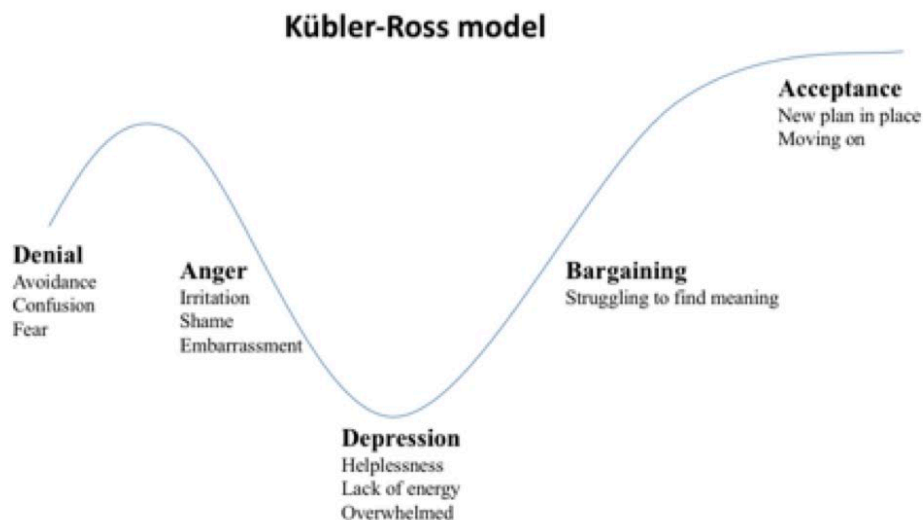 Kübler-Ross model
Denial
Avoidance
Confusion
Fear
Anger
Irritation
Shame
Embarrassment
Depression
Helplessness
Lack of energy
Overwhelmed
Bargaining
Struggling to find meaning
Acceptance
New plan in place
Moving on